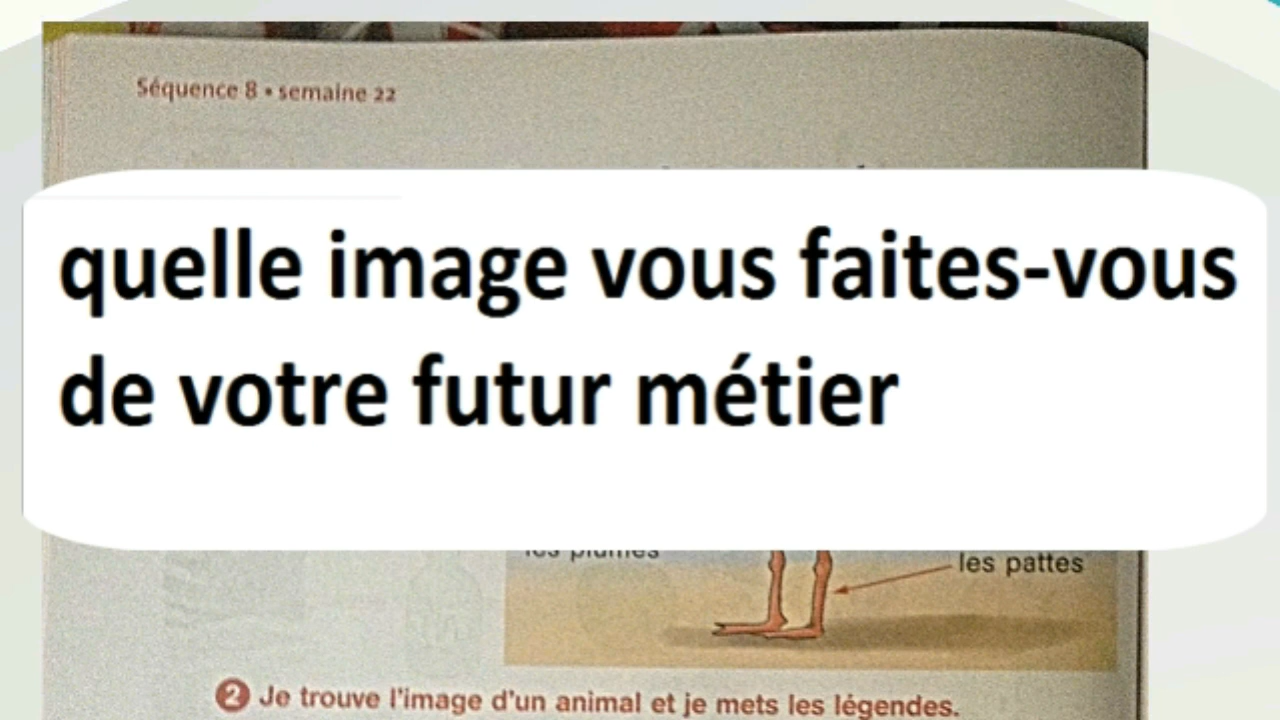 Séquence 8 • semaine 22
quelle image vous faites-vous
de votre futur métier
les pattes
2 Je trouve l'image d'un animal et je mets les légendes.